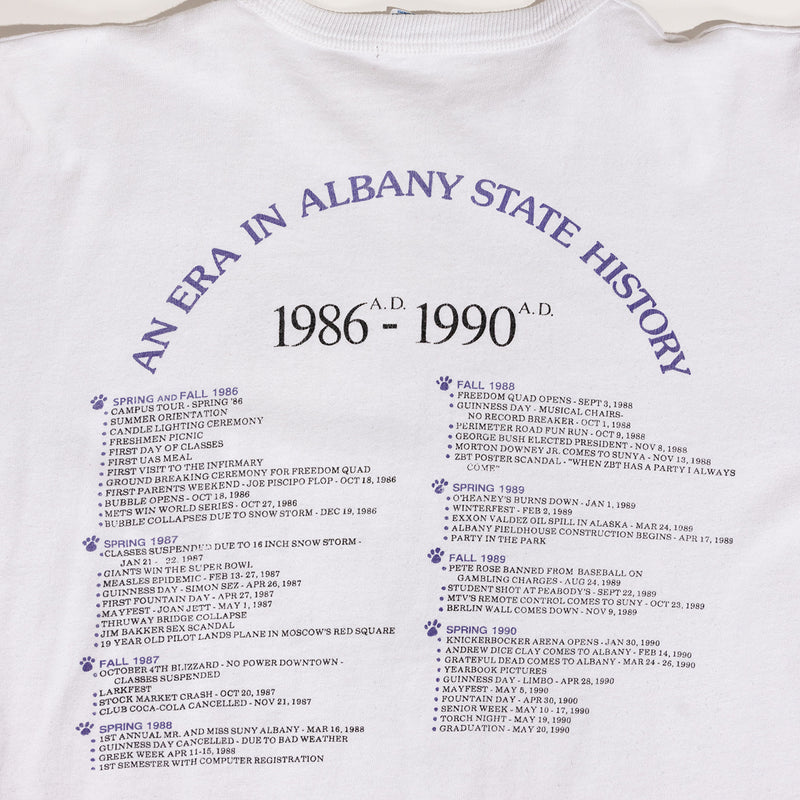 AN ERA IN ALBANY STATE HISTORY
1986 A.D. - 1990 A.D.
SPRING AND FALL 1986
CAMPUS TOUR - SPRING '86
SUMMER ORIENTATION
CANDLE LIGHTING CEREMONY
FRESHMEN PICNIC
FIRST DAY OF CLASSES
FIRST UAS MEAL
FIRST VISIT TO THE INFIRMARY
GROUND BREAKING CEREMONY FOR FREEDOM QUAD
FIRST PARENTS WEEKEND - JOE PISCIPO FLOP - OCT 18, 1986
BUBBLE OPENS - OCT 18, 1986
METS WIN WORLD SERIES - OCT 27, 1986
BUBBLE COLLAPSES DUE TO SNOW STORM - DEC 19, 1986
SPRING 1987
CLASSES SUSPENDED DUE TO 16 INCH SNOW STORM -
JAN 21 - 22, 1987
GIANTS WIN THE SUPER BOWL
MEASLES EPIDEMIC - FEB 13-27, 1987
GUINNESS DAY - SIMON SEZ - APR 26, 1987
FIRST FOUNTAIN DAY - APR 27, 1987
MAYFEST - JOAN JETT - MAY 1, 1987
THRUWAY BRIDGE COLLAPSE
JIM BAKKER SEX SCANDAL
19 YEAR OLD PILOT LANDS PLANE IN MOSCOW'S RED SQUARE
FALL 1987
OCTOBER 4TH BLIZZARD - NO POWER DOWNTOWN -
CLASSES SUSPENDED
LARKFEST
STOCK MARKET CRASH - OCT 20, 1987
CLUB COCA-COLA CANCELLED - NOV 21, 1987
SPRING 1988
1ST ANNUAL MR. AND MISS SUNY ALBANY - MAR 16, 1988
GUINNESS DAY CANCELLED - DUE TO BAD WEATHER
GREEK WEEK APR 11-15, 1988
1ST SEMESTER WITH COMPUTER REGISTRATION
FALL 1988
FREEDOM QUAD OPENS - SEPT 3, 1988
GUINNESS DAY - MUSICAL CHAIRS-
NO RECORD BREAKER - OCT 1, 1988
PERIMETER ROAD FUN RUN - OCT 9, 1988
GEORGE BUSH ELECTED PRESIDENT - NOV 8, 1988
MORTON DOWNEY JR. COMES TO SUNYA - NOV 13, 1988
ZBT POSTER SCANDAL - "WHEN ZBT HAS A PARTY I ALWAYS
COME"
SPRING 1989
O'HEANEY'S BURNS DOWN - JAN 1, 1989
WINTERFEST - FEB 2, 1989
EXXON VALDEZ OIL SPILL IN ALASKA - MAR 24, 1989
ALBANY FIELDHOUSE CONSTRUCTION BEGINS - APR 17, 1989
PARTY IN THE PARK
FALL 1989
PETE ROSE BANNED FROM BASEBALL ON
GAMBLING CHARGES - AUG 24, 1989
STUDENT SHOT AT PEABODY'S - SEPT 22, 1989
MTV'S REMOTE CONTROL COMES TO SUNY - OCT 23, 1989
BERLIN WALL COMES DOWN - NOV 9, 1989
SPRING 1990
KNICKERBOCKER ARENA OPENS - JAN 30, 1990
ANDREW DICE CLAY COMES TO ALBANY - FEB 14, 1990
GRATEFUL DEAD COMES TO ALBANY - MAR 24 - 26, 1990
YEARBOOK PICTURES
GUINNESS DAY - LIMBO - APR 28, 1990
MAYFEST - MAY 5, 1990
FOUNTAIN DAY - APR 30, 1990
SENIOR WEEK - MAY 10 - 17, 1990
TORCH NIGHT - MAY 19, 1990
GRADUATION - MAY 20, 1990